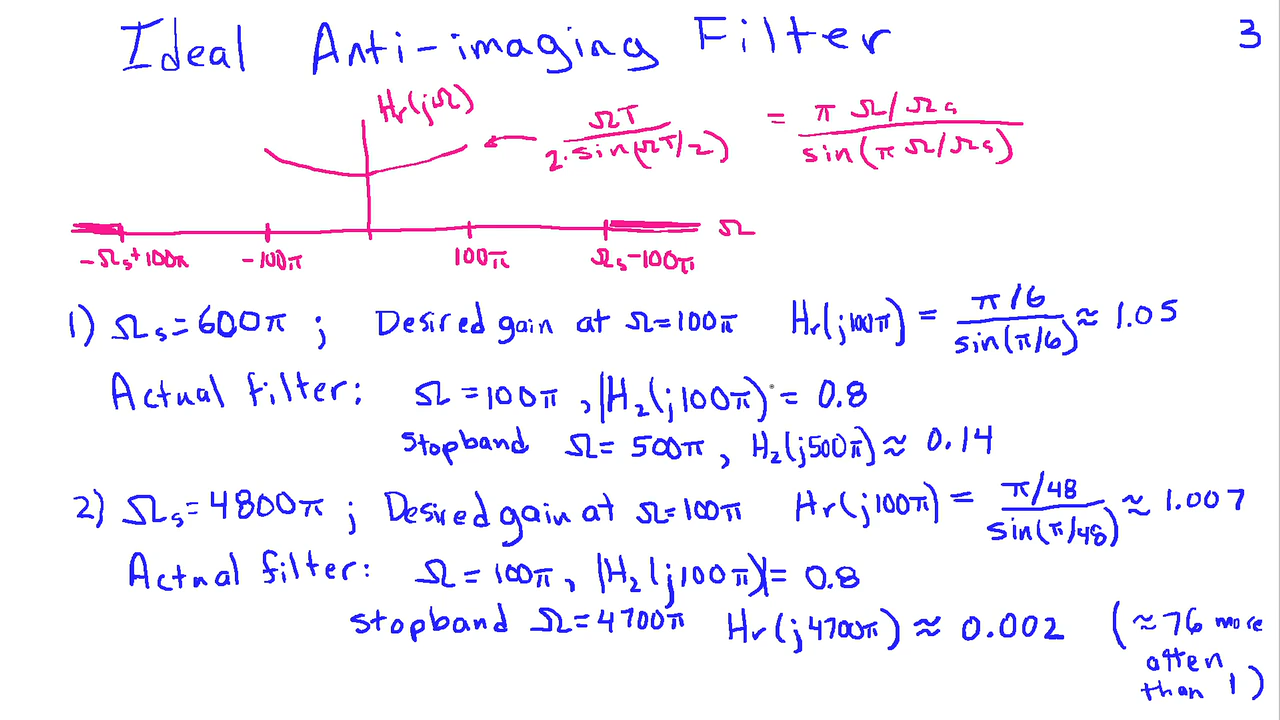 Ideal Anti-imaging Filter 3
Hr(jΩ)
ΩT / 2·sin(ΩT/2) = π Ω/Ωs / sin(π Ω/Ωs)
-Ωs+100π -100π 100π Ωs-100π Ω
1) Ωs=600π ; Desired gain at Ω=100π Hr(j100π) = π/6 / sin(π/6) ≈ 1.05
Actual filter: Ω=100π , |H2(j100π)= 0.8
stopband Ω= 500π , H2(j500π) ≈ 0.14
2) Ωs=4800π ; Desired gain at Ω=100π Hr(j100π) = π/48 / sin(π/48) ≈ 1.007
Actual filter: Ω = 100π, |H2(j100π)|= 0.8
stopband Ω=4700π Hr(j4700π) ≈ 0.002 (≈76 more
atten
than 1)